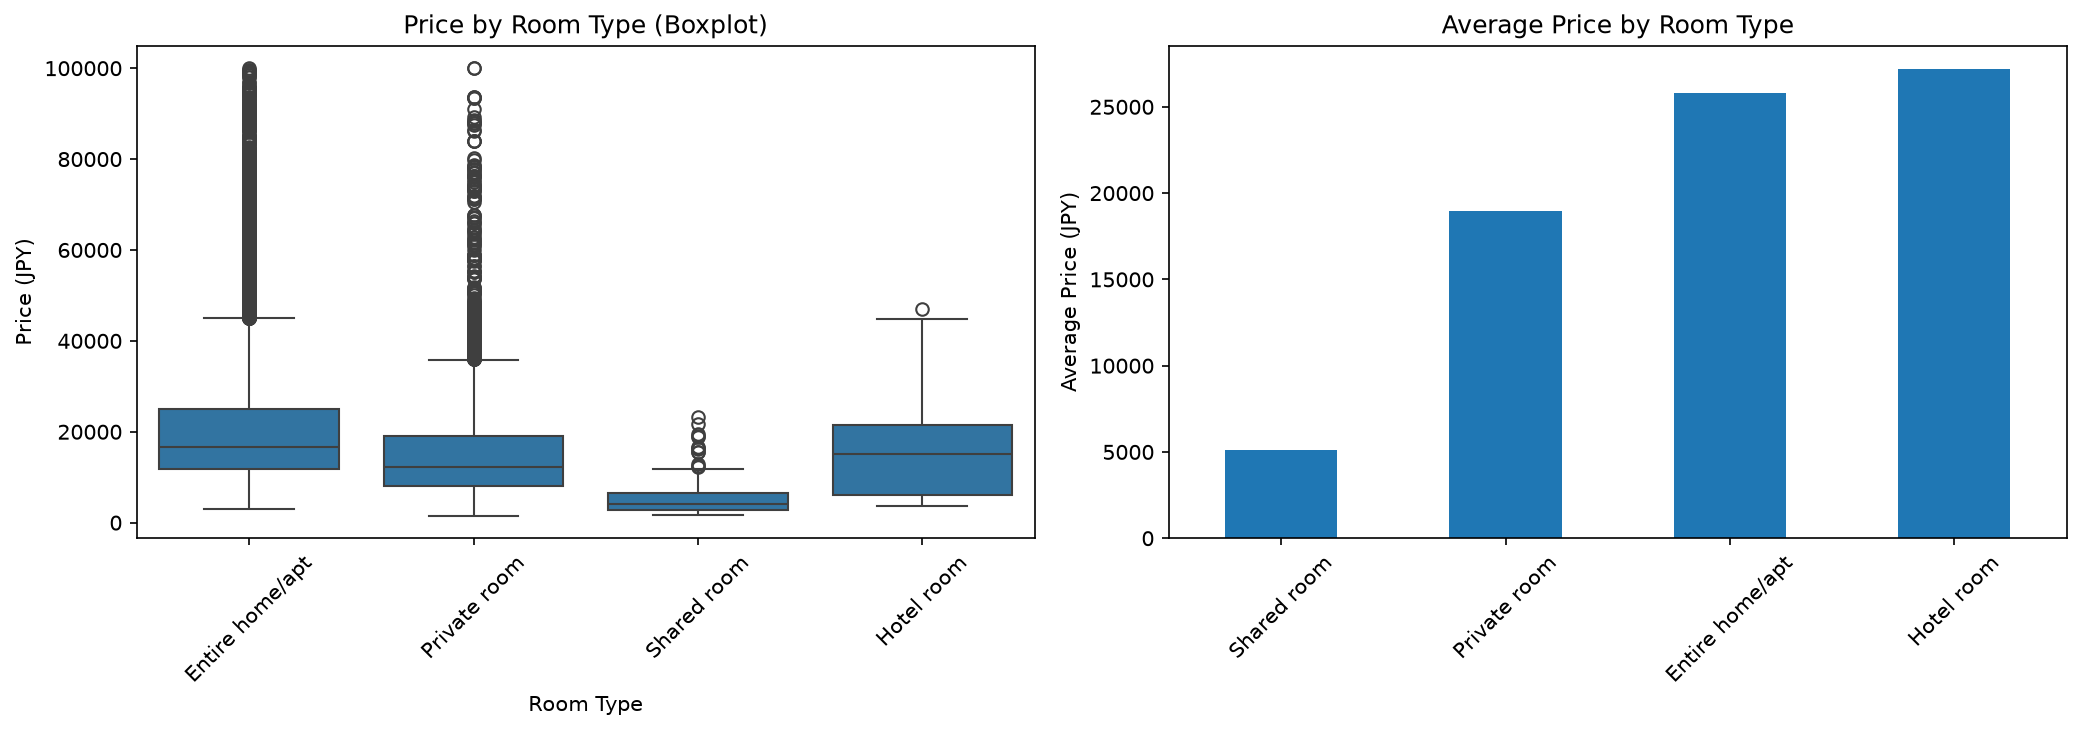 Price by Room Type (Boxplot)
Price (JPY)
100000
80000
60000
40000
20000
0
Entire home/apt
Private room
Shared room
Hotel room
Room Type
Average Price by Room Type
Average Price (JPY)
25000
20000
15000
10000
5000
0
Shared room
Private room
Entire home/apt
Hotel room